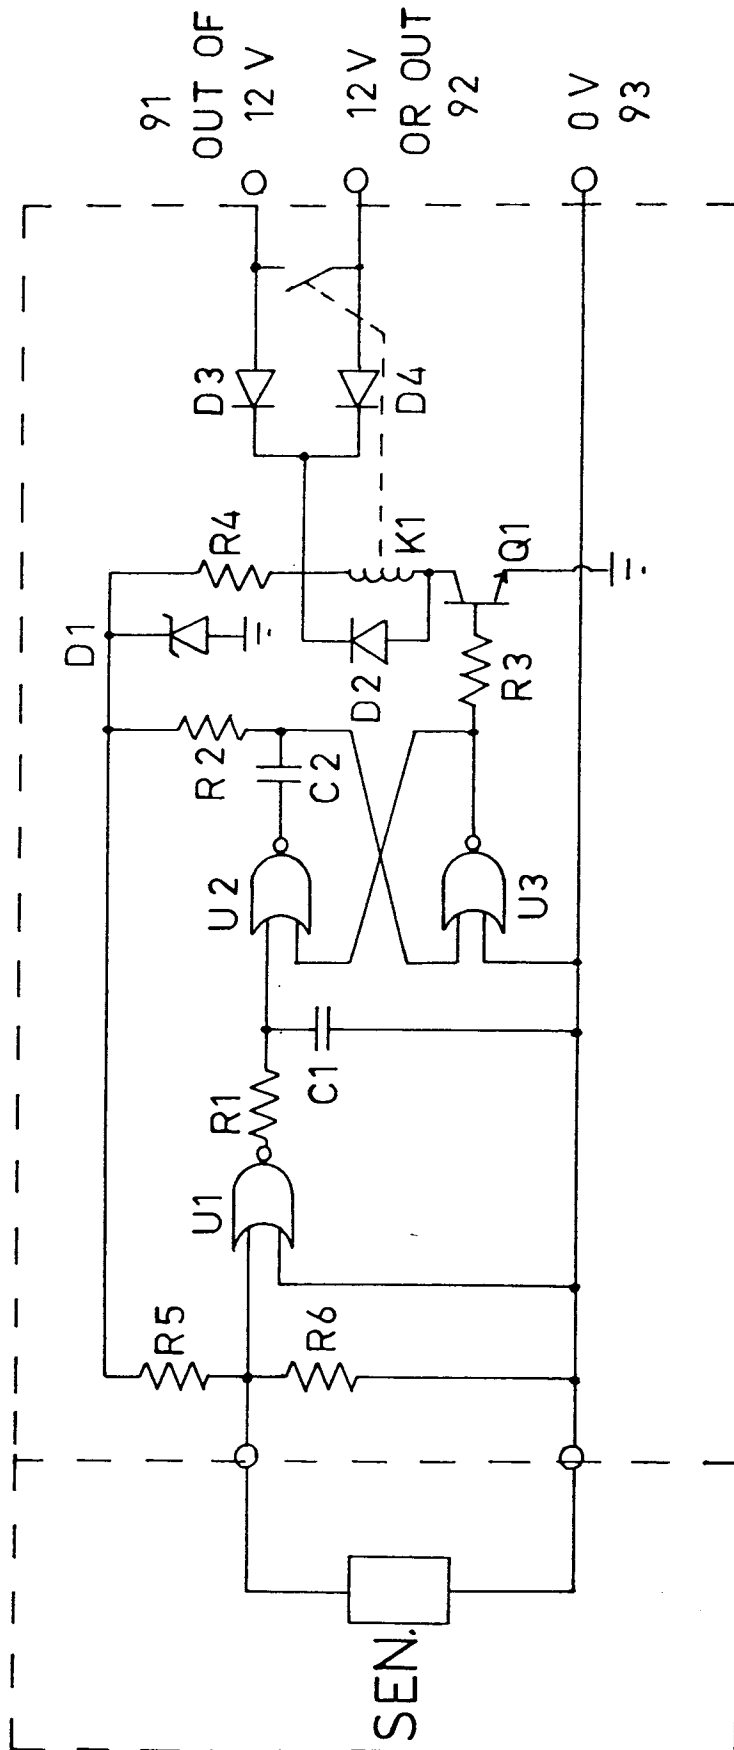 91
OUT OF
12 V
12 V
OR OUT
92
0 V
93
D3
D4
R4
K1
Q1
D1
D2
R3
R2
C2
U2
U3
C1
R1
U1
R5
R6
SEN.